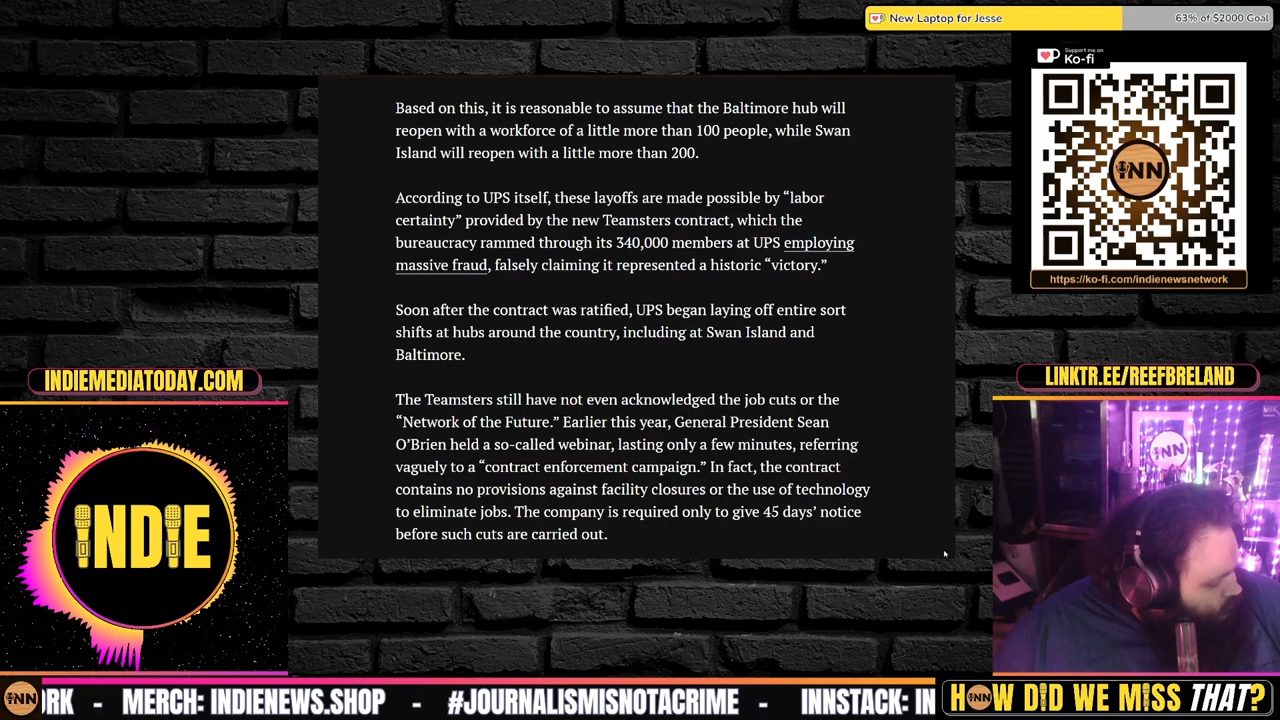 New Laptop for Jesse
63% of $2000 Goal
Support me on
Ko-fi
INN
https://ko-fi.com/indienewsnetwork
Based on this, it is reasonable to assume that the Baltimore hub will
reopen with a workforce of a little more than 100 people, while Swan
Island will reopen with a little more than 200.
According to UPS itself, these layoffs are made possible by “labor
certainty” provided by the new Teamsters contract, which the
bureaucracy rammed through its 340,000 members at UPS employing
massive fraud, falsely claiming it represented a historic “victory.”
Soon after the contract was ratified, UPS began laying off entire sort
shifts at hubs around the country, including at Swan Island and
Baltimore.
The Teamsters still have not even acknowledged the job cuts or the
“Network of the Future.” Earlier this year, General President Sean
O’Brien held a so-called webinar, lasting only a few minutes, referring
vaguely to a “contract enforcement campaign.” In fact, the contract
contains no provisions against facility closures or the use of technology
to eliminate jobs. The company is required only to give 45 days’ notice
before such cuts are carried out.
INDIEMEDIATODAY.COM
LINKTR.EE/REEFBRELAND
INDIE
INN
INN
RK - MERCH: INDIENEWS.SHOP - #JOURNALISMISNOTACRIME - INNSTACK: IN
HOW DID WE MISS THAT?